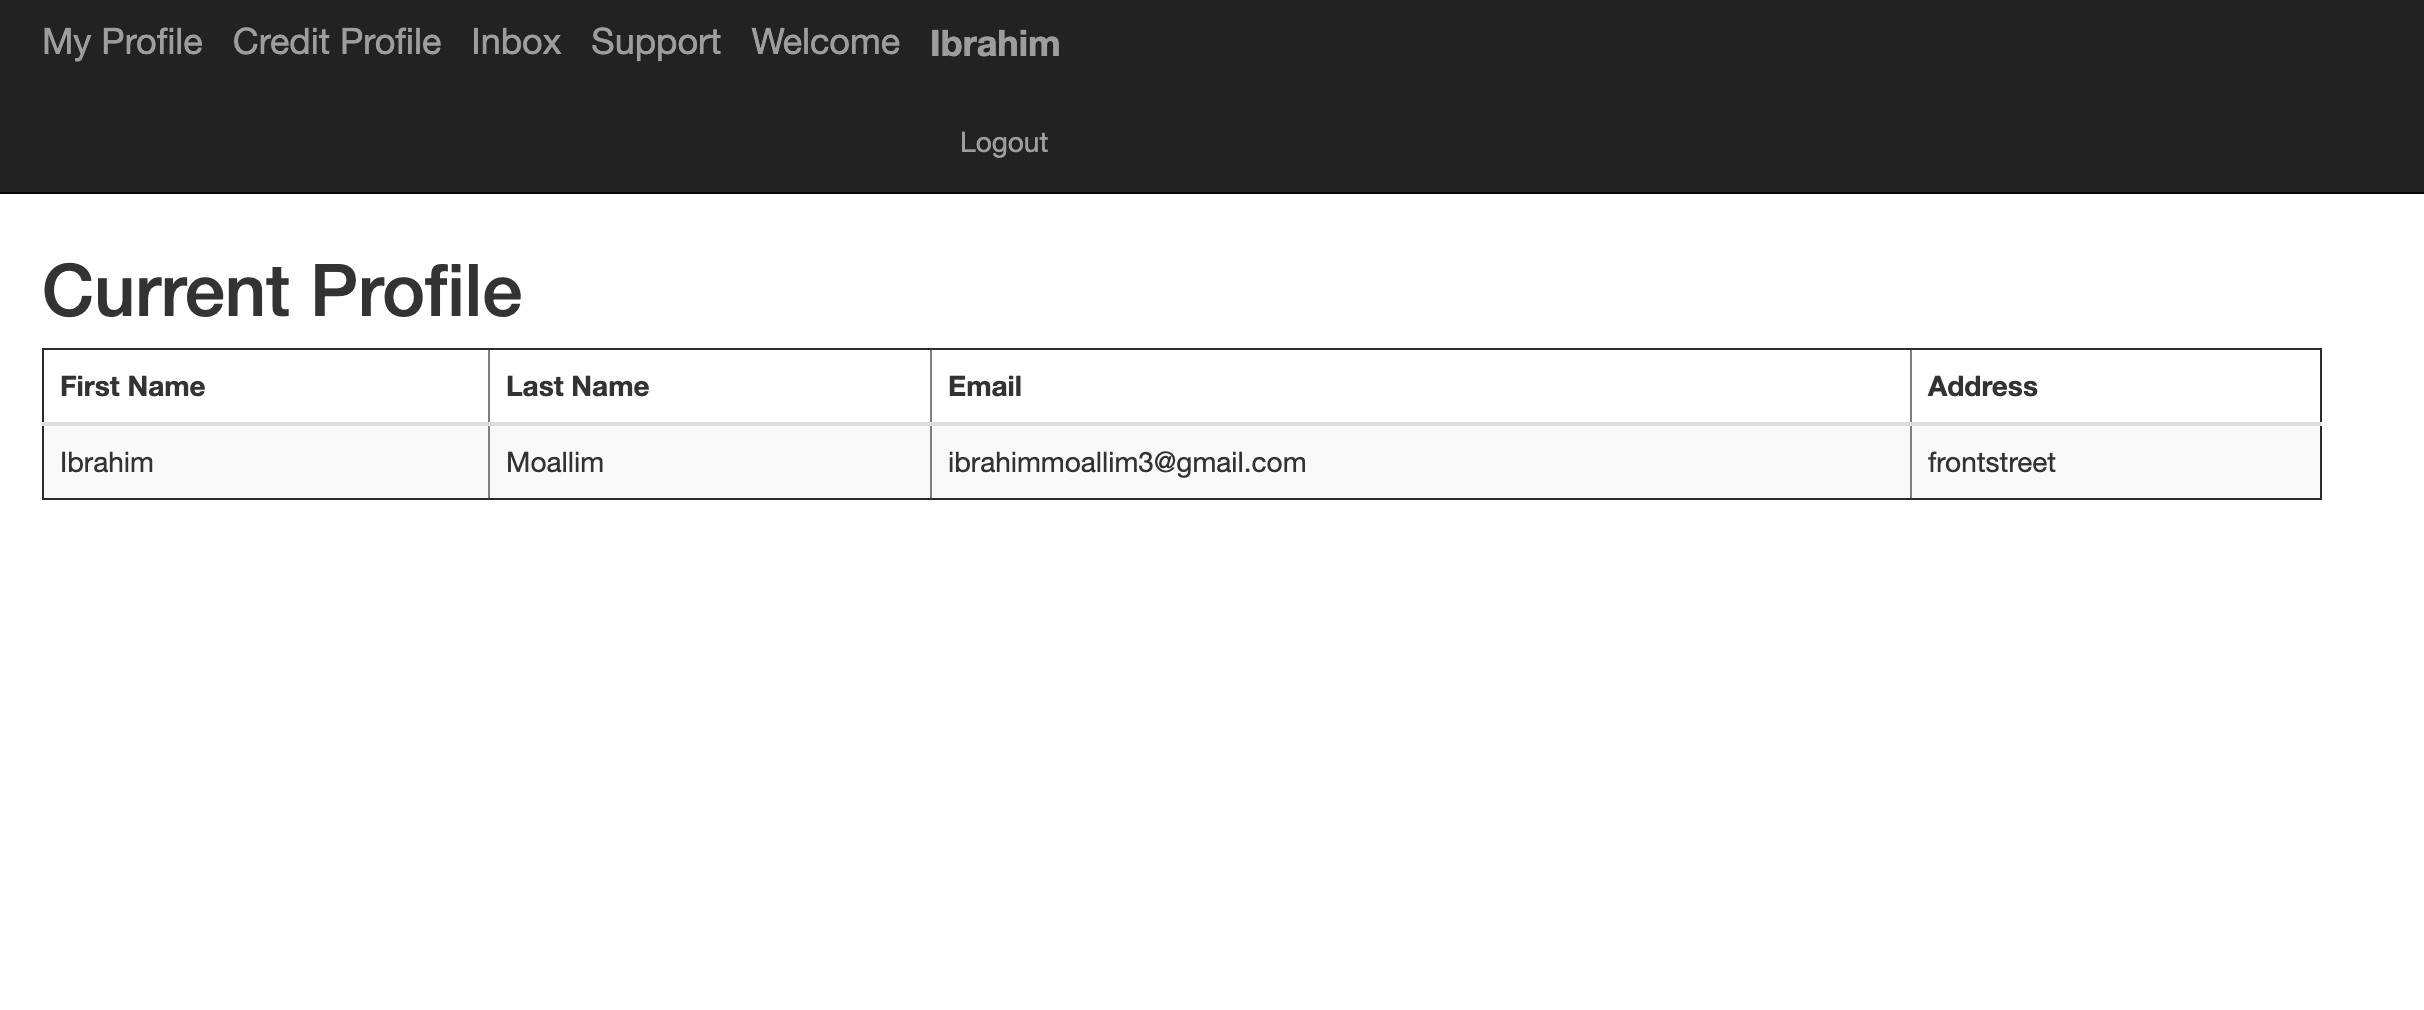 My Profile Credit Profile Inbox Support Welcome Ibrahim
Logout
Current Profile
First Name Last Name Email Address
Ibrahim Moallim ibrahimmoallim3@gmail.com frontstreet